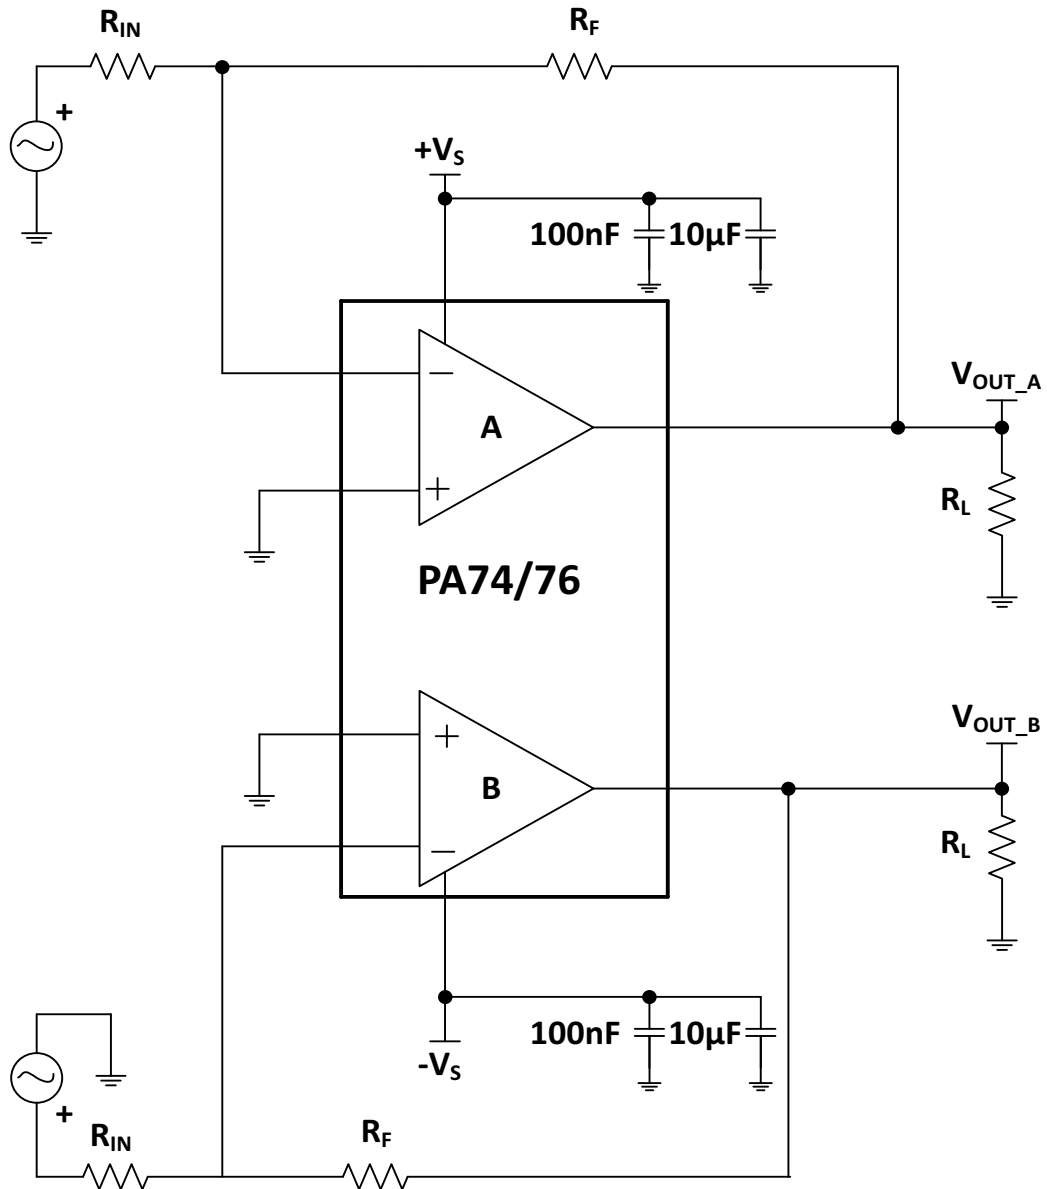 R_IN
R_F
+
+V_S
100nF
10µF
−
A
V_OUT_A
+
R_L
PA74/76
+
V_OUT_B
B
−
R_L
100nF
10µF
-V_S
+
R_IN
R_F